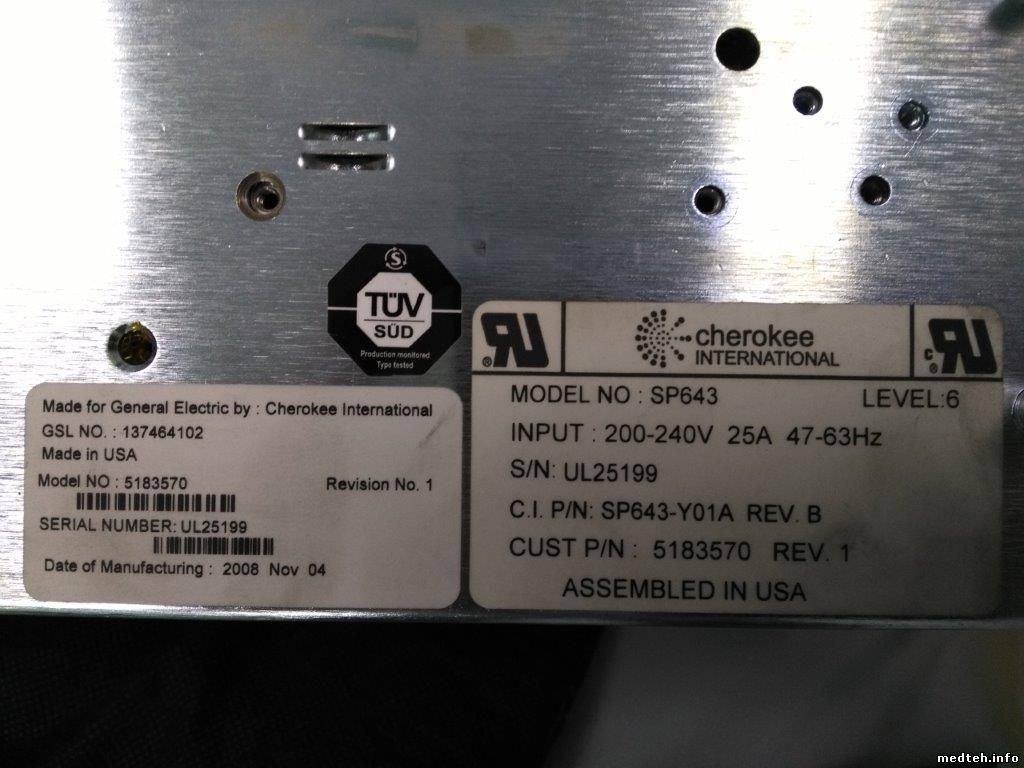 TÜV
SÜD
Production monitored
Type tested
Made for General Electric by : Cherokee International
GSL NO. : 137464102
Made in USA
Model NO : 5183570 Revision No. 1
SERIAL NUMBER: UL25199
Date of Manufacturing : 2008 Nov 04
cherokee
INTERNATIONAL
MODEL NO : SP643 LEVEL:6
INPUT : 200-240V 25A 47-63Hz
S/N: UL25199
C.I. P/N: SP643-Y01A REV. B
CUST P/N : 5183570 REV. 1
ASSEMBLED IN USA
medteh.info